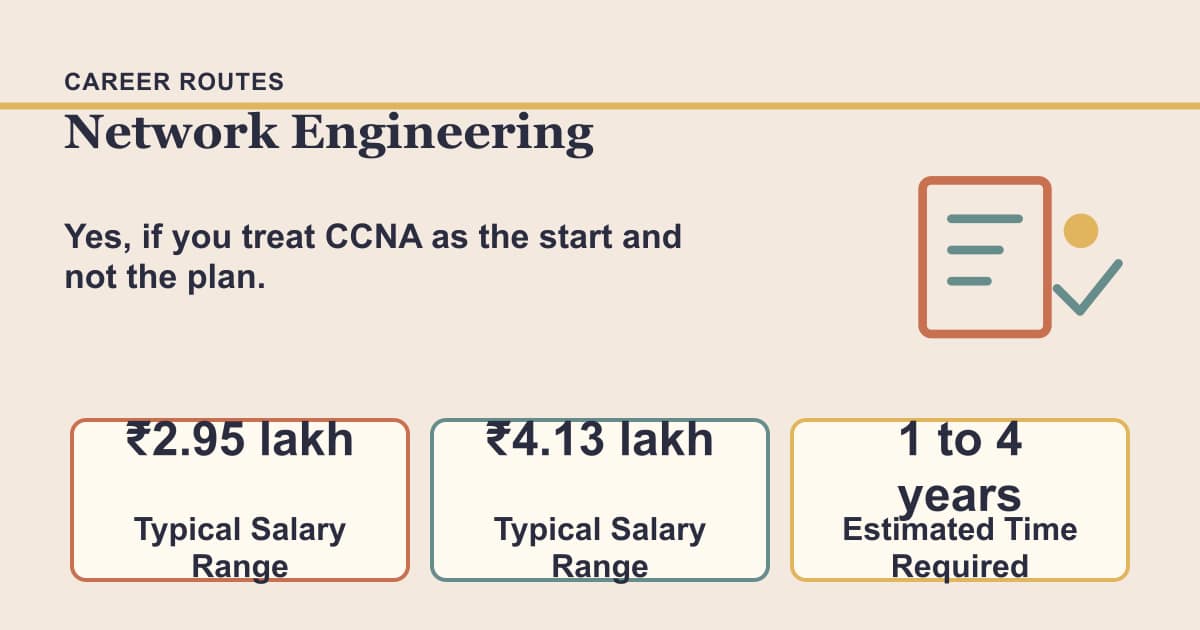 CAREER ROUTES
Network Engineering
Yes, if you treat CCNA as the start and
not the plan.
₹2.95 lakh
Typical Salary
Range
₹4.13 lakh
Typical Salary
Range
1 to 4
years
Estimated Time
Required